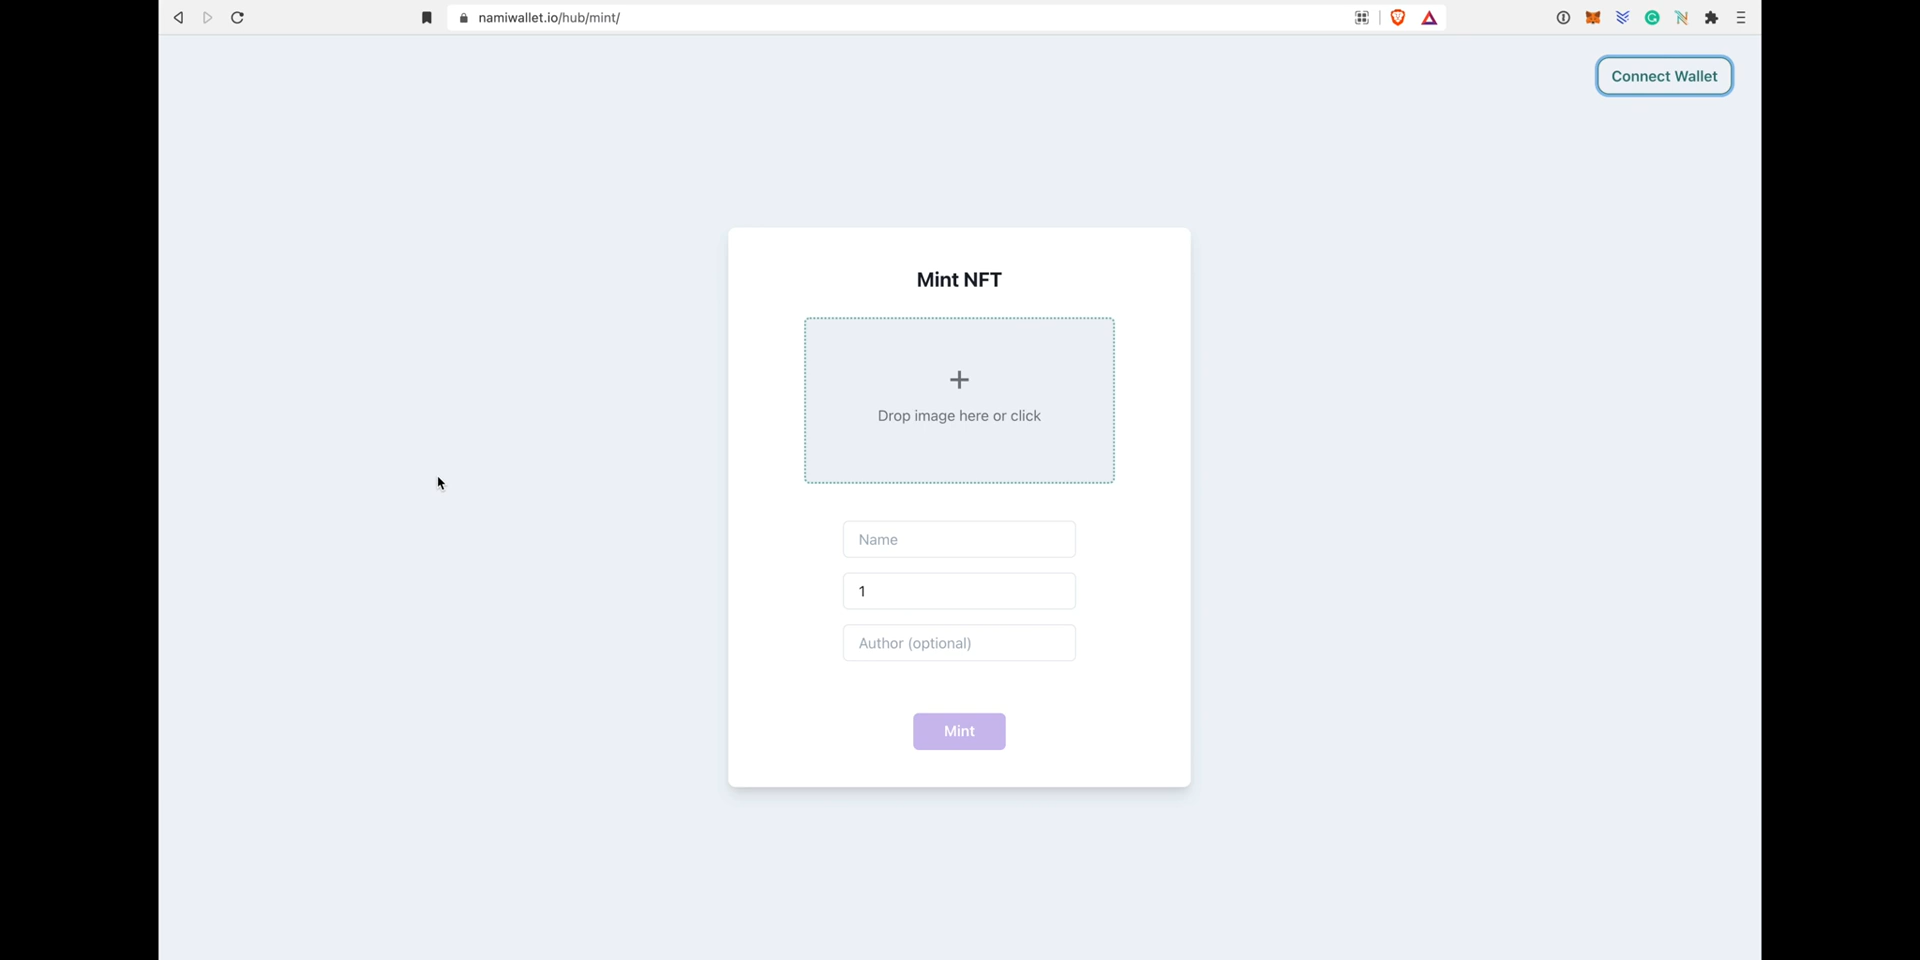 namiwallet.io/hub/mint/
Connect Wallet
Mint NFT
Drop image here or click
Name
1
Author (optional)
Mint